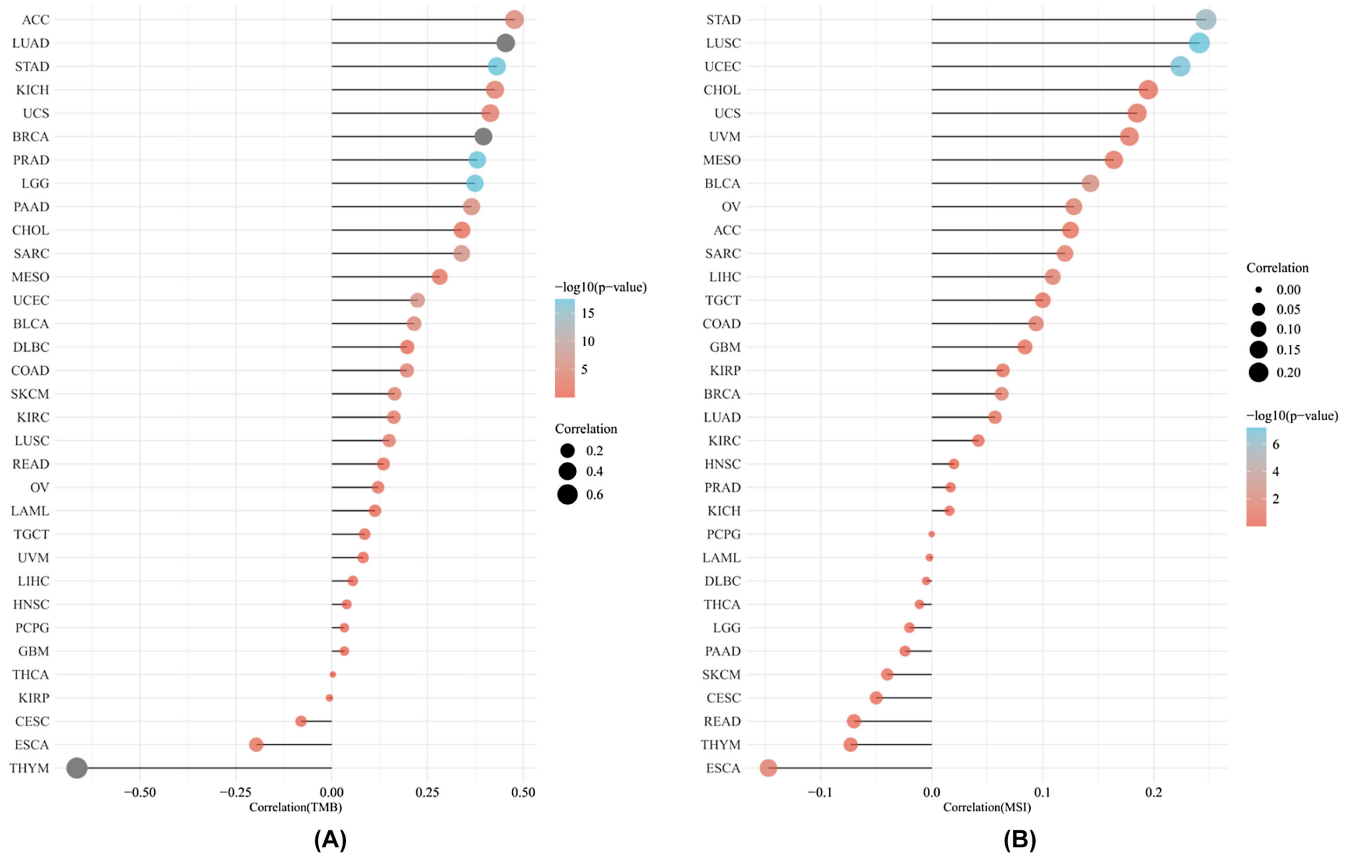 ACC
LUAD
STAD
KICH
UCS
BRCA
PRAD
LGG
PAAD
CHOL
SARC
MESO
UCEC
BLCA
DLBC
COAD
SKCM
KIRC
LUSC
READ
OV
LAML
TGCT
UVM
LIHC
HNSC
PCPG
GBM
THCA
KIRP
CESC
ESCA
THYM
−0.50 −0.25 0.00 0.25 0.50
Correlation(TMB)
−log10(p−value)
15
10
5
Correlation
0.2
0.4
0.6
(A)
STAD
LUSC
UCEC
CHOL
UCS
UVM
MESO
BLCA
OV
ACC
SARC
LIHC
TGCT
COAD
GBM
KIRP
BRCA
LUAD
KIRC
HNSC
PRAD
KICH
PCPG
LAML
DLBC
THCA
LGG
PAAD
SKCM
CESC
READ
THYM
ESCA
−0.1 0.0 0.1 0.2
Correlation(MSI)
Correlation
0.00
0.05
0.10
0.15
0.20
−log10(p−value)
6
4
2
(B)